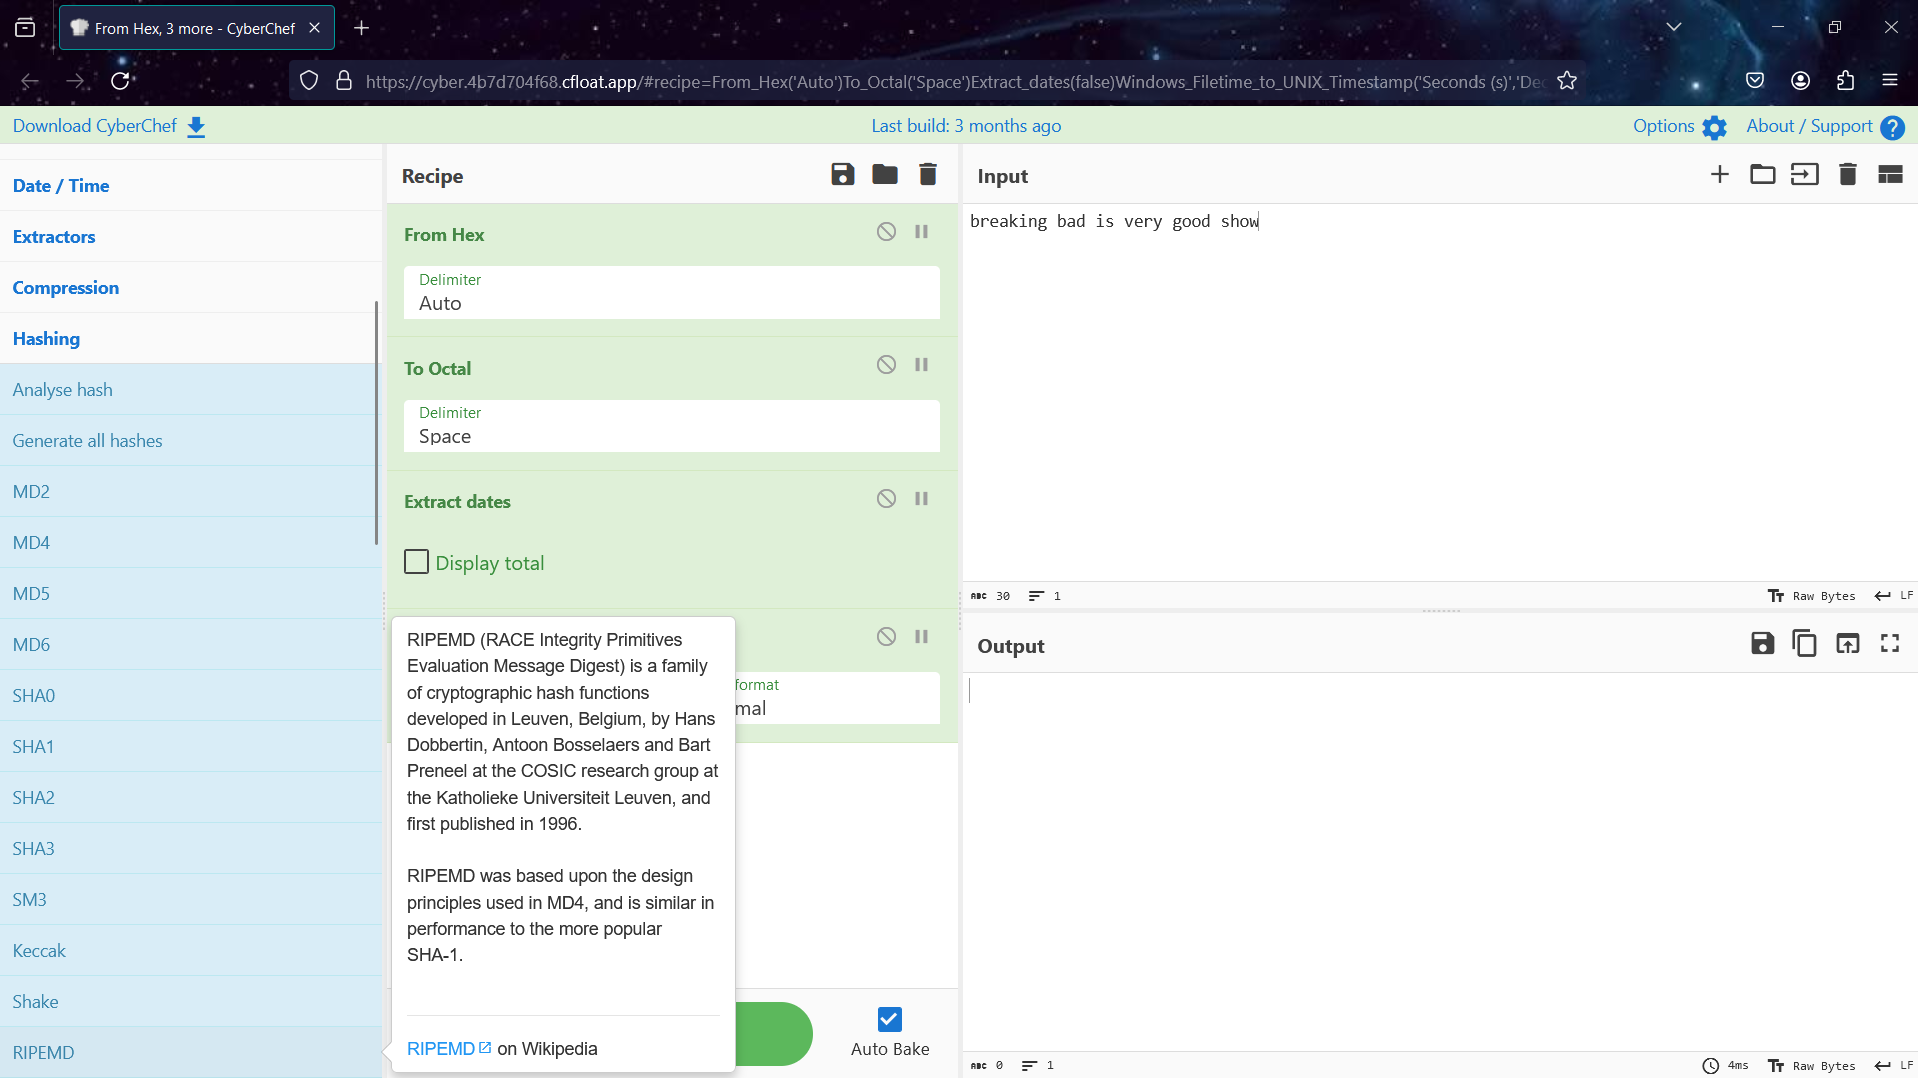 From Hex, 3 more - CyberChef
https://cyber.4b7d704f68.cfloat.app/#recipe=From_Hex('Auto')To_Octal('Space')Extract_dates(false)Windows_Filetime_to_UNIX_Timestamp('Seconds (s)','Dec
Download CyberChef
Last build: 3 months ago
Options
About / Support
Date / Time
Extractors
Compression
Hashing
Analyse hash
Generate all hashes
MD2
MD4
MD5
MD6
SHA0
SHA1
SHA2
SHA3
SM3
Keccak
Shake
RIPEMD
Recipe
From Hex
Delimiter
Auto
To Octal
Delimiter
Space
Extract dates
Display total
format
mal
RIPEMD (RACE Integrity Primitives
Evaluation Message Digest) is a family
of cryptographic hash functions
developed in Leuven, Belgium, by Hans
Dobbertin, Antoon Bosselaers and Bart
Preneel at the COSIC research group at
the Katholieke Universiteit Leuven, and
first published in 1996.
RIPEMD was based upon the design
principles used in MD4, and is similar in
performance to the more popular
SHA-1.
RIPEMD on Wikipedia
Auto Bake
Input
breaking bad is very good show
ABC 30 1
Raw Bytes LF
Output
ABC 0 1
4ms Raw Bytes LF